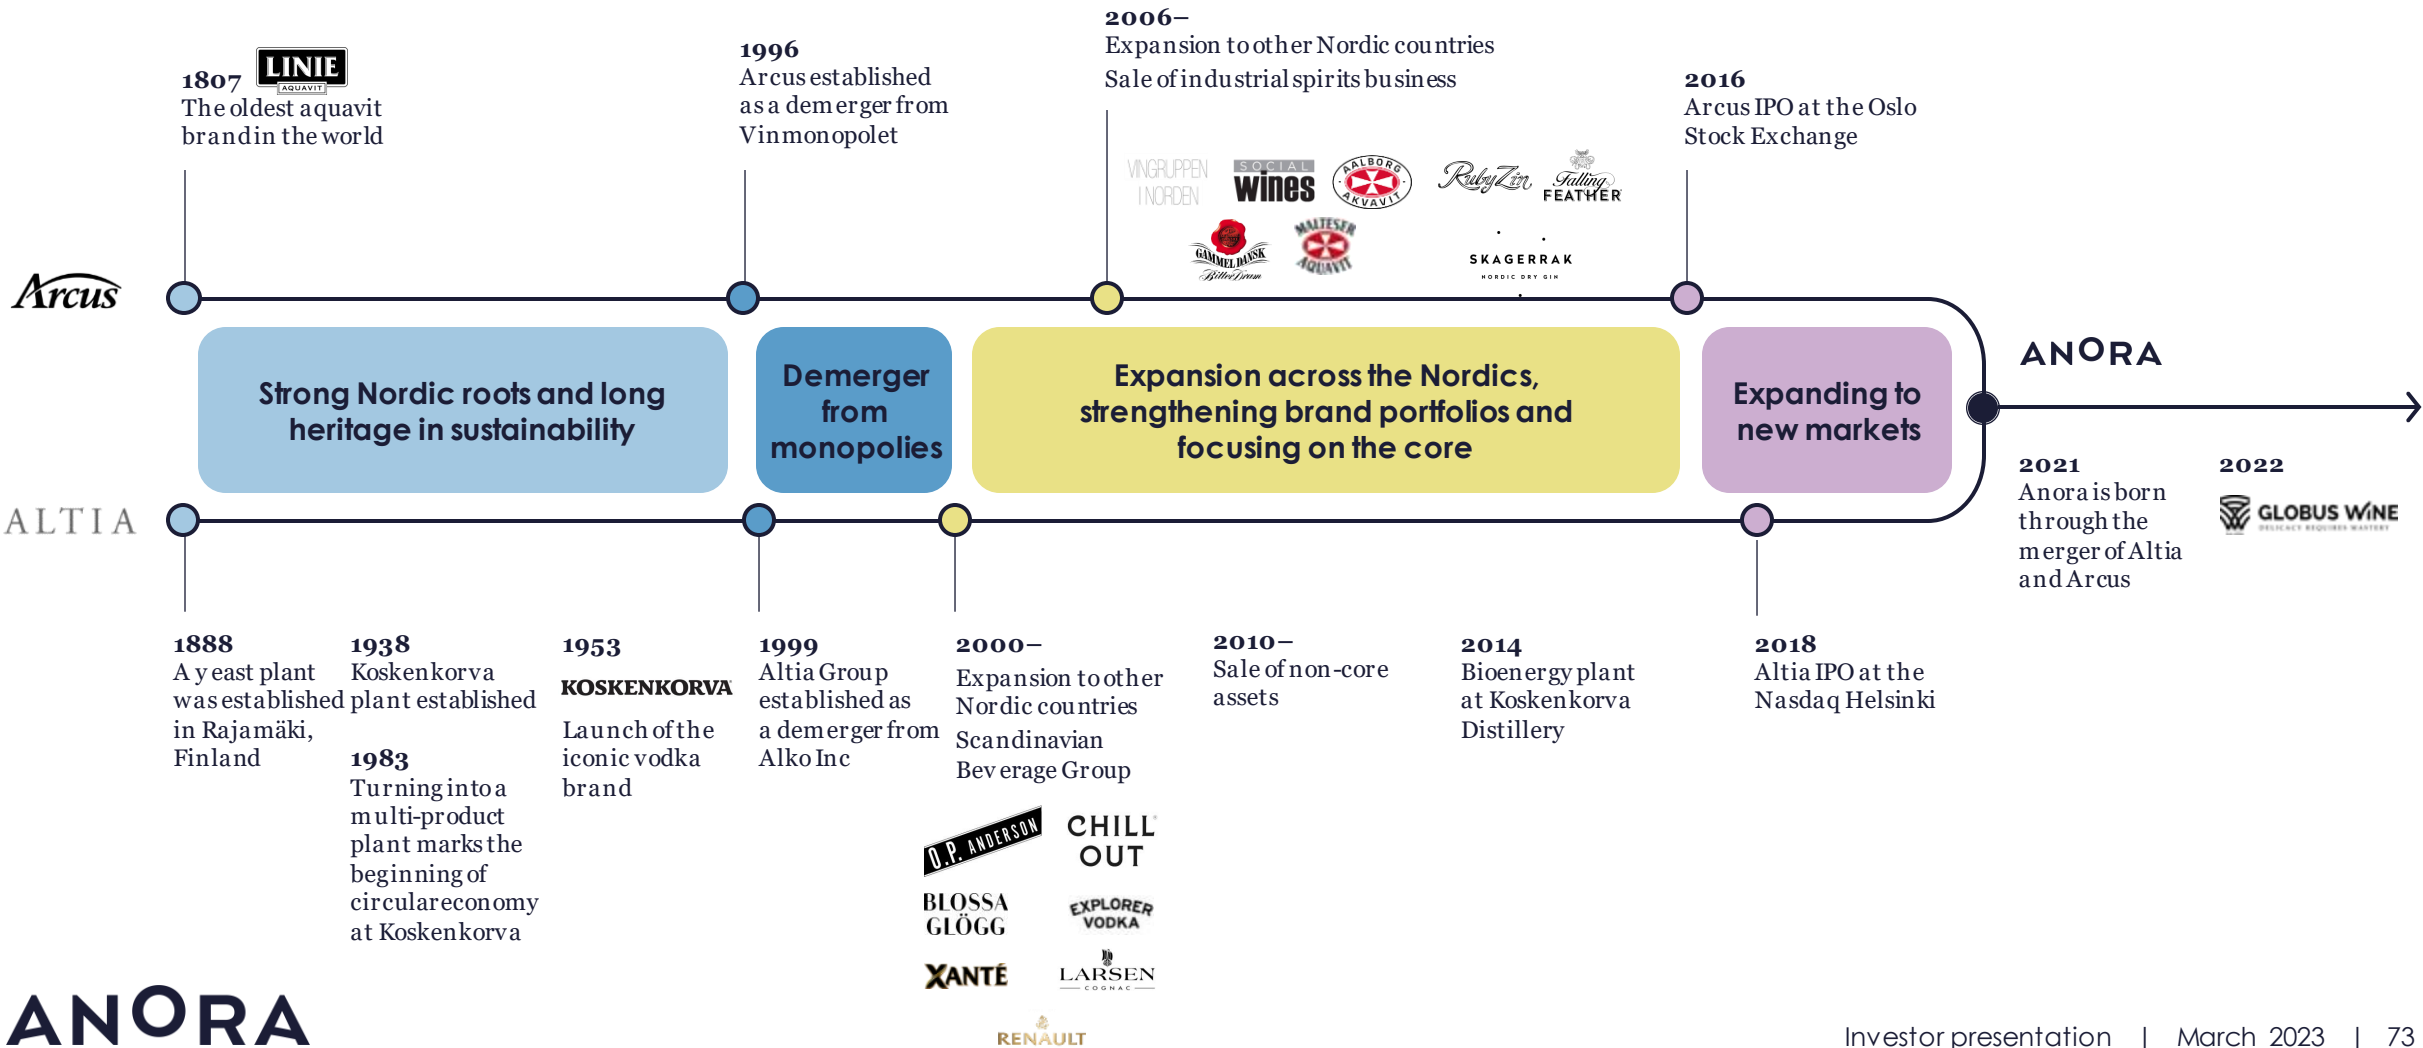 1807
LINIE
AQUAVIT
The oldest aquavit
brand in the world
1996
Arcus established
as a demerger from
Vinmonopolet
2006–
Expansion to other Nordic countries
Sale of industrial spirits business
2016
Arcus IPO at the Oslo
Stock Exchange
VINGRUPPEN
I NORDEN
SOCIAL
wines
AALBORG
AKVAVIT
RubyZin
Falling
FEATHER
GAMMEL DANSK
Bitter Dram
MALTESER
AQUAVIT
SKAGERRAK
NORDIC DRY GIN
Arcus
Strong Nordic roots and long
heritage in sustainability
Demerger
from
monopolies
Expansion across the Nordics,
strengthening brand portfolios and
focusing on the core
Expanding to
new markets
ANORA
ALTIA
2021
Anora is born
through the
merger of Altia
and Arcus
2022
GLOBUS WINE
DELICACY REQUIRES MASTERY
1888
A yeast plant
was established
in Rajamäki,
Finland
1938
Koskenkorva
plant established
1983
Turning into a
multi-product
plant marks the
beginning of
circular economy
at Koskenkorva
1953
KOSKENKORVA
Launch of the
iconic vodka
brand
1999
Altia Group
established as
a demerger from
Alko Inc
2000–
Expansion to other
Nordic countries
Scandinavian
Beverage Group
O.P. ANDERSON
CHILL
OUT
BLOSSA
GLÖGG
EXPLORER
VODKA
XANTÉ
LARSEN
COGNAC
RENAULT
2010–
Sale of non-core
assets
2014
Bioenergy plant
at Koskenkorva
Distillery
2018
Altia IPO at the
Nasdaq Helsinki
ANORA
Investor presentation | March 2023 | 73